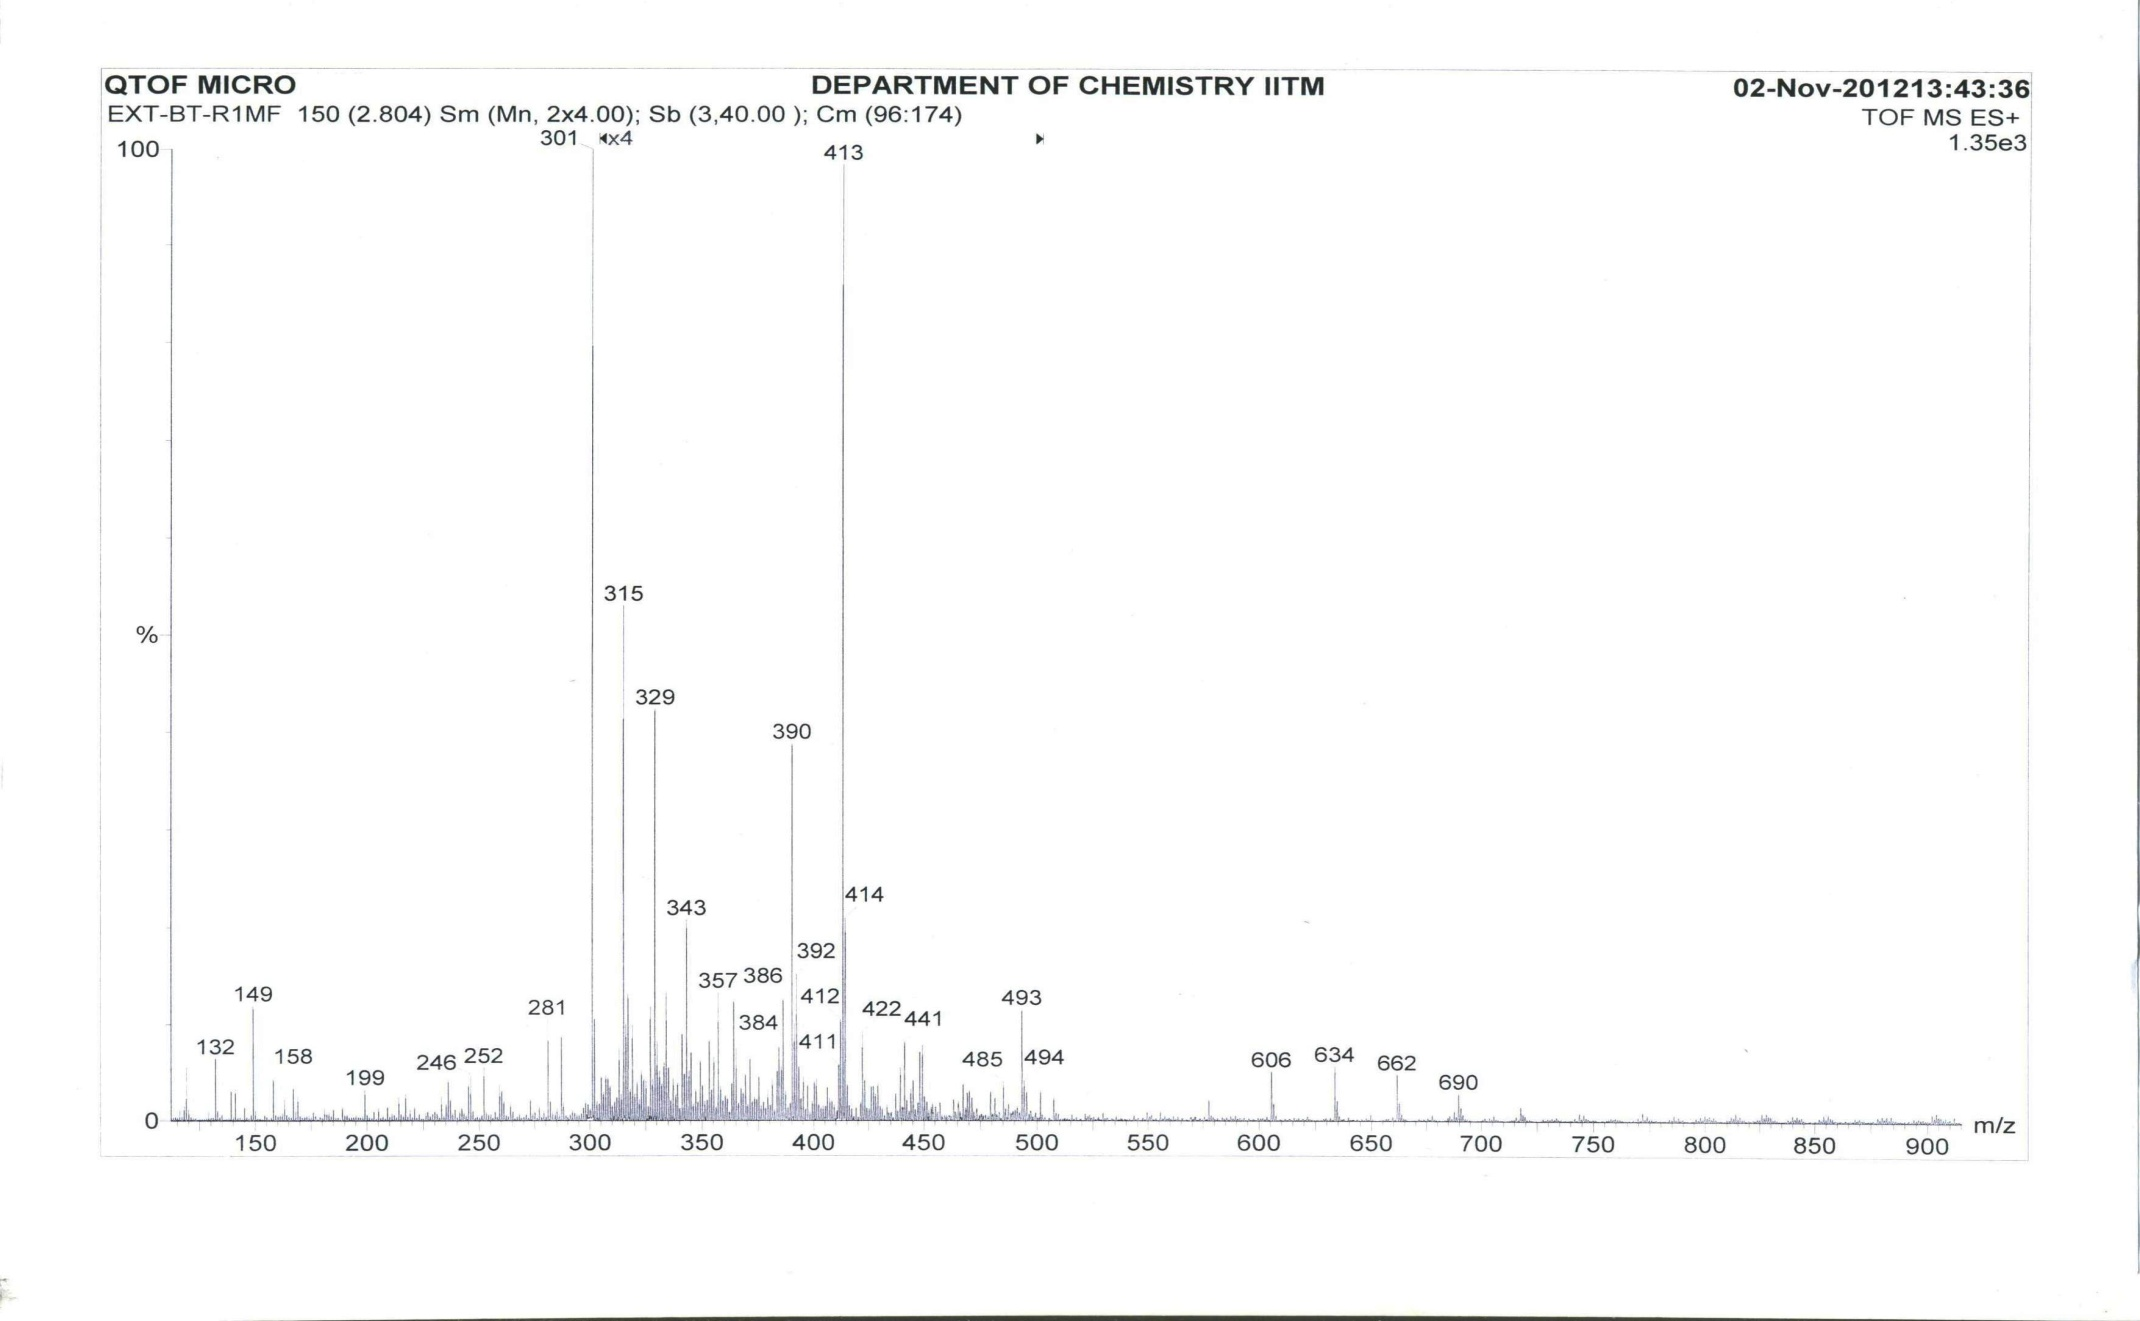 QTOF MICRO DEPARTMENT OF CHEMISTRY IITM 02-Nov-201213:43:36
EXT-BT-R1MF 150 (2.804) Sm (Mn, 2x4.00); Sb (3,40.00 ); Cm (96:174) TOF MS ES+
301 x4 1.35e3
100 413
315
%
329
390
414
343
392
357 386
149 281 412 422 493
384 441
132 158 411
246 252 485 494 606 634 662
199 690
0
150 200 250 300 350 400 450 500 550 600 650 700 750 800 850 900 m/z